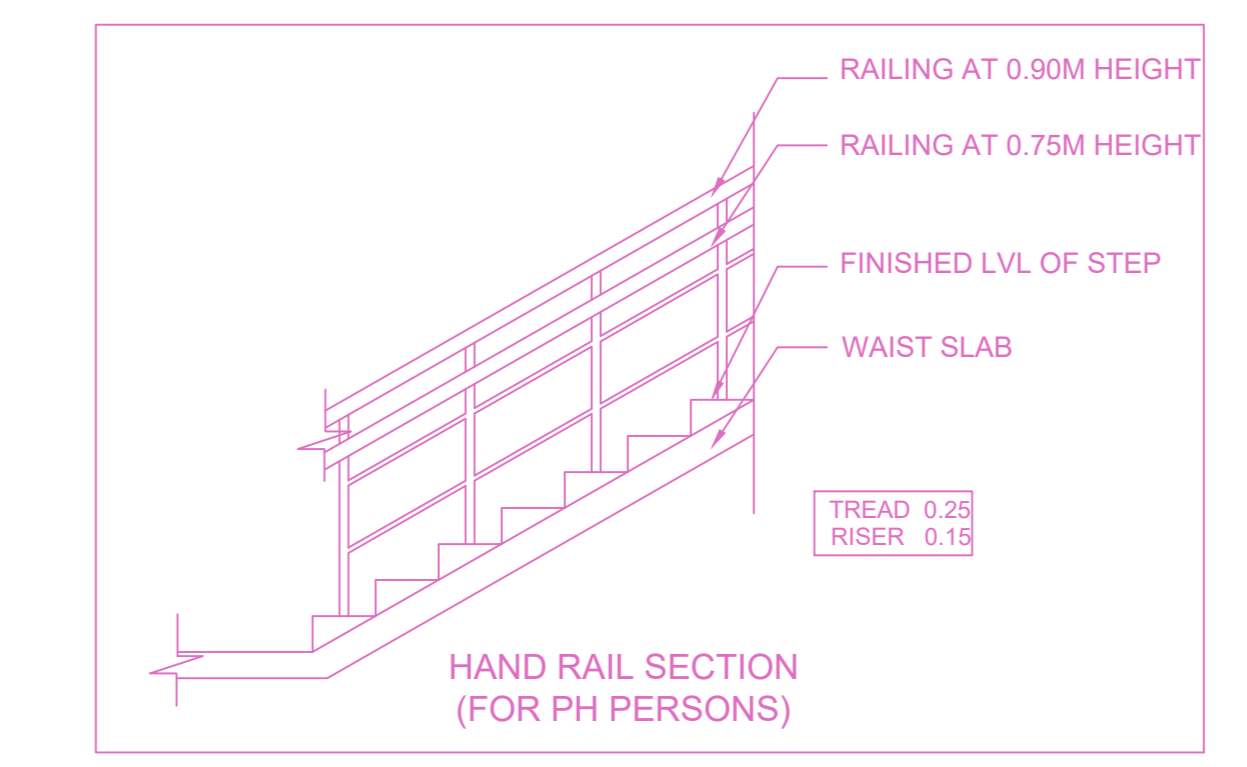 RAILING AT 0.90M HEIGHT
RAILING AT 0.75M HEIGHT
FINISHED LVL OF STEP
WAIST SLAB
TREAD 0.25
RISER 0.15
HAND RAIL SECTION
(FOR PH PERSONS)